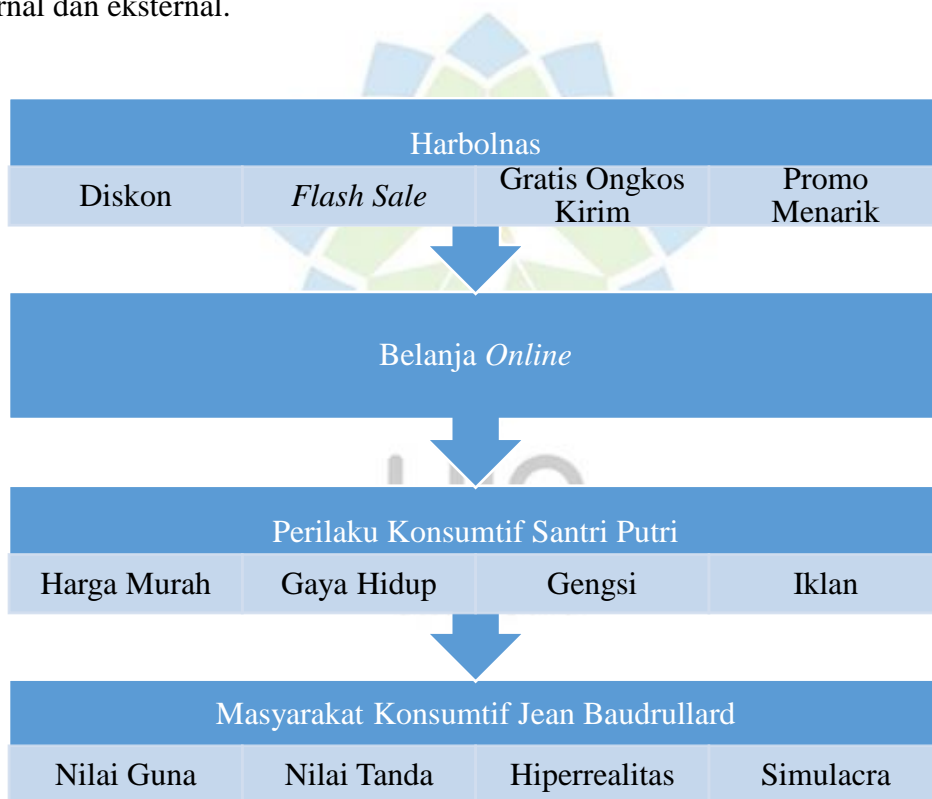 dan eksternal.
Harbolnas
Diskon Flash Sale Gratis Ongkos Kirim Promo Menarik
Belanja Online
Perilaku Konsumtif Santri Putri
Harga Murah Gaya Hidup Gengsi Iklan
Masyarakat Konsumtif Jean Baudrullard
Nilai Guna Nilai Tanda Hiperrealitas Simulacra